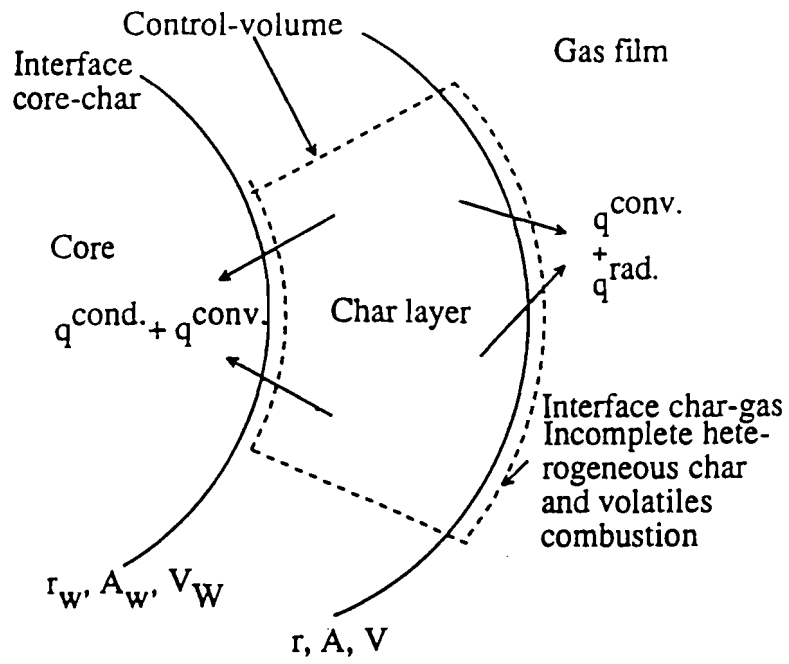 Control-volume
Gas film
Interface
core-char
q^conv.
+
q^rad.
Core
q^cond. + q^conv.
Char layer
Interface char-gas
Incomplete hete-
rogeneous char
and volatiles
combustion
r_w, A_w, V_W
r, A, V